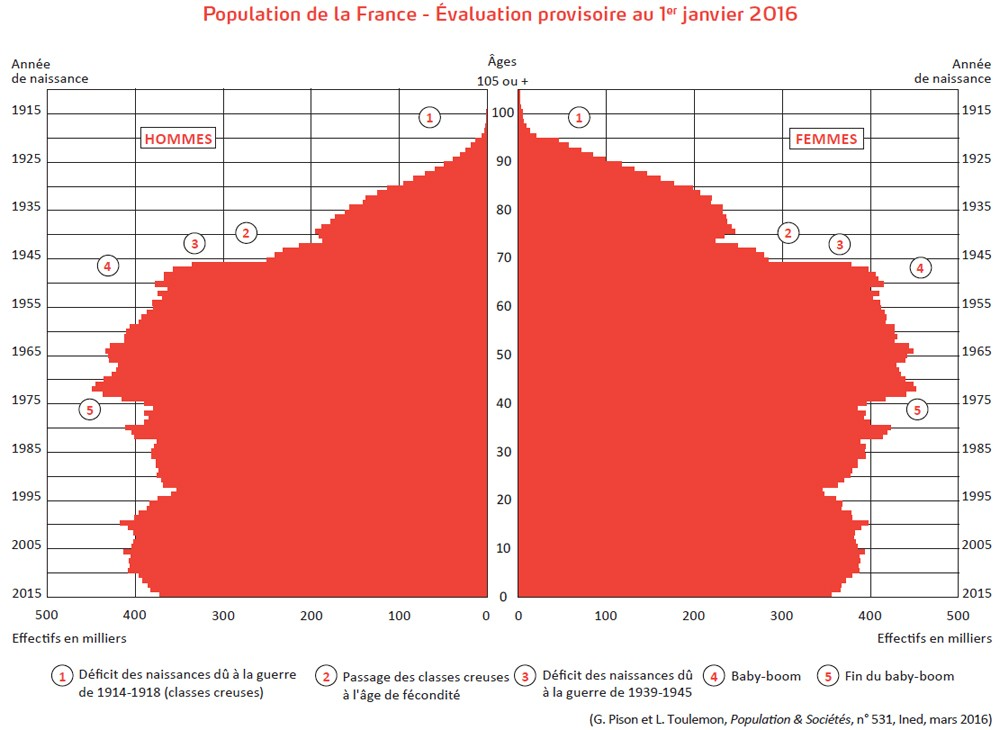 Population de la France - Évaluation provisoire au 1er janvier 2016
Année
de naissance
Âges
105 ou +
Année
de naissance
HOMMES
FEMMES
1915
1925
1935
1945
1955
1965
1975
1985
1995
2005
2015
100
90
80
70
60
50
40
30
20
10
0
1915
1925
1935
1945
1955
1965
1975
1985
1995
2005
2015
1
2
3
4
5
1
2
3
4
5
500 400 300 200 100 0
0 100 200 300 400 500
Effectifs en milliers
Effectifs en milliers
1 Déficit des naissances dû à la guerre
de 1914-1918 (classes creuses)
2 Passage des classes creuses
à l'âge de fécondité
3 Déficit des naissances dû
à la guerre de 1939-1945
4 Baby-boom
5 Fin du baby-boom
(G. Pison et L. Toulemon, Population & Sociétés, n° 531, Ined, mars 2016)